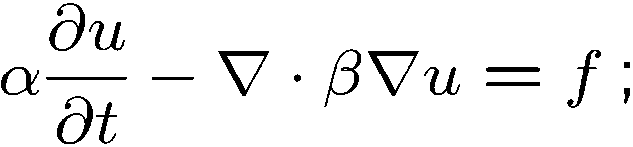 α ∂u/∂t − ∇ · β∇u = f ;